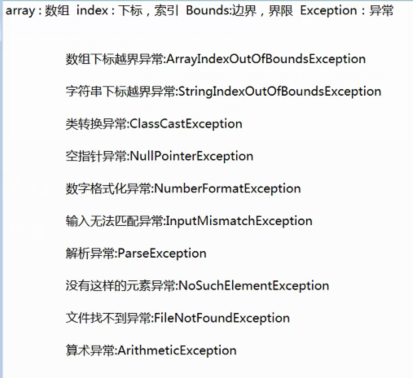 array : 数组  index : 下标，索引  Bounds:边界，界限  Exception：异常
数组下标越界异常:ArrayIndexOutOfBoundsException
字符串下标越界异常:StringIndexOutOfBoundsException
类转换异常:ClassCastException
空指针异常:NullPointerException
数字格式化异常:NumberFormatException
输入无法匹配异常:InputMismatchException
解析异常:ParseException
没有这样的元素异常:NoSuchElementException
文件找不到异常:FileNotFoundException
算术异常:ArithmeticException